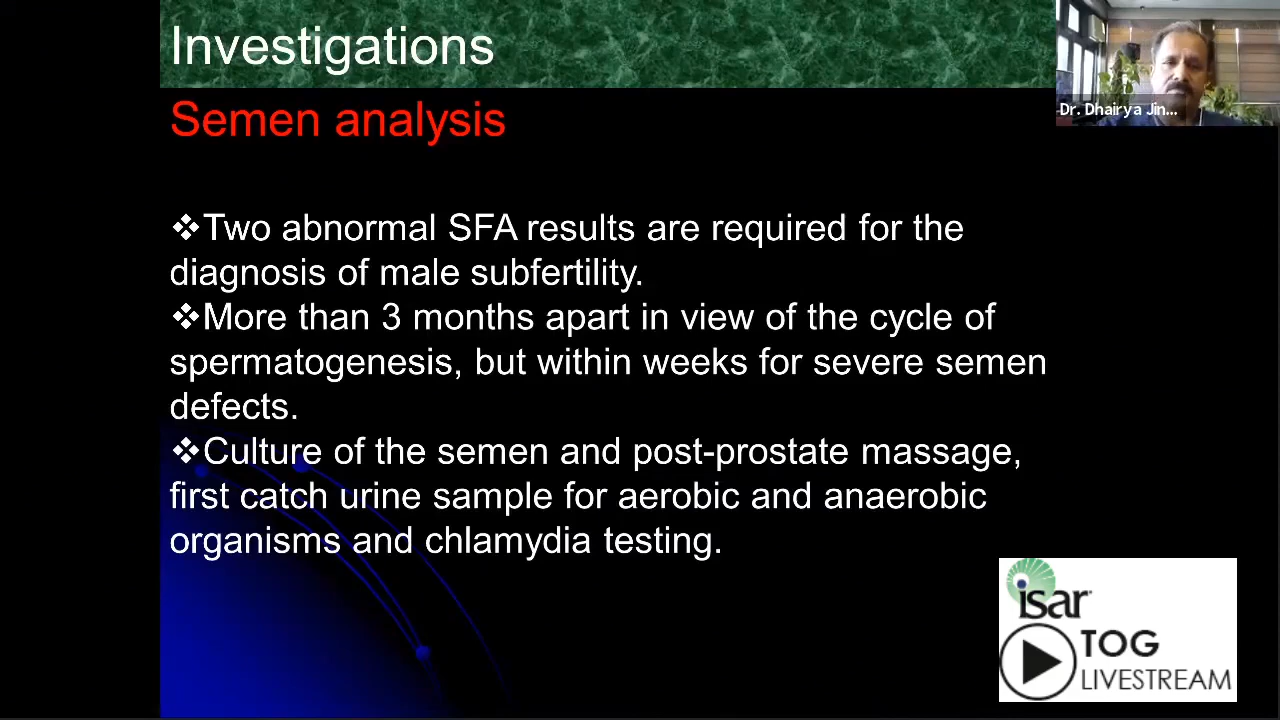 Investigations
Dr. Dhairya Jin...
Semen analysis
❖Two abnormal SFA results are required for the
diagnosis of male subfertility.
❖More than 3 months apart in view of the cycle of
spermatogenesis, but within weeks for severe semen
defects.
❖Culture of the semen and post-prostate massage,
first catch urine sample for aerobic and anaerobic
organisms and chlamydia testing.
isar
TOG
LIVESTREAM